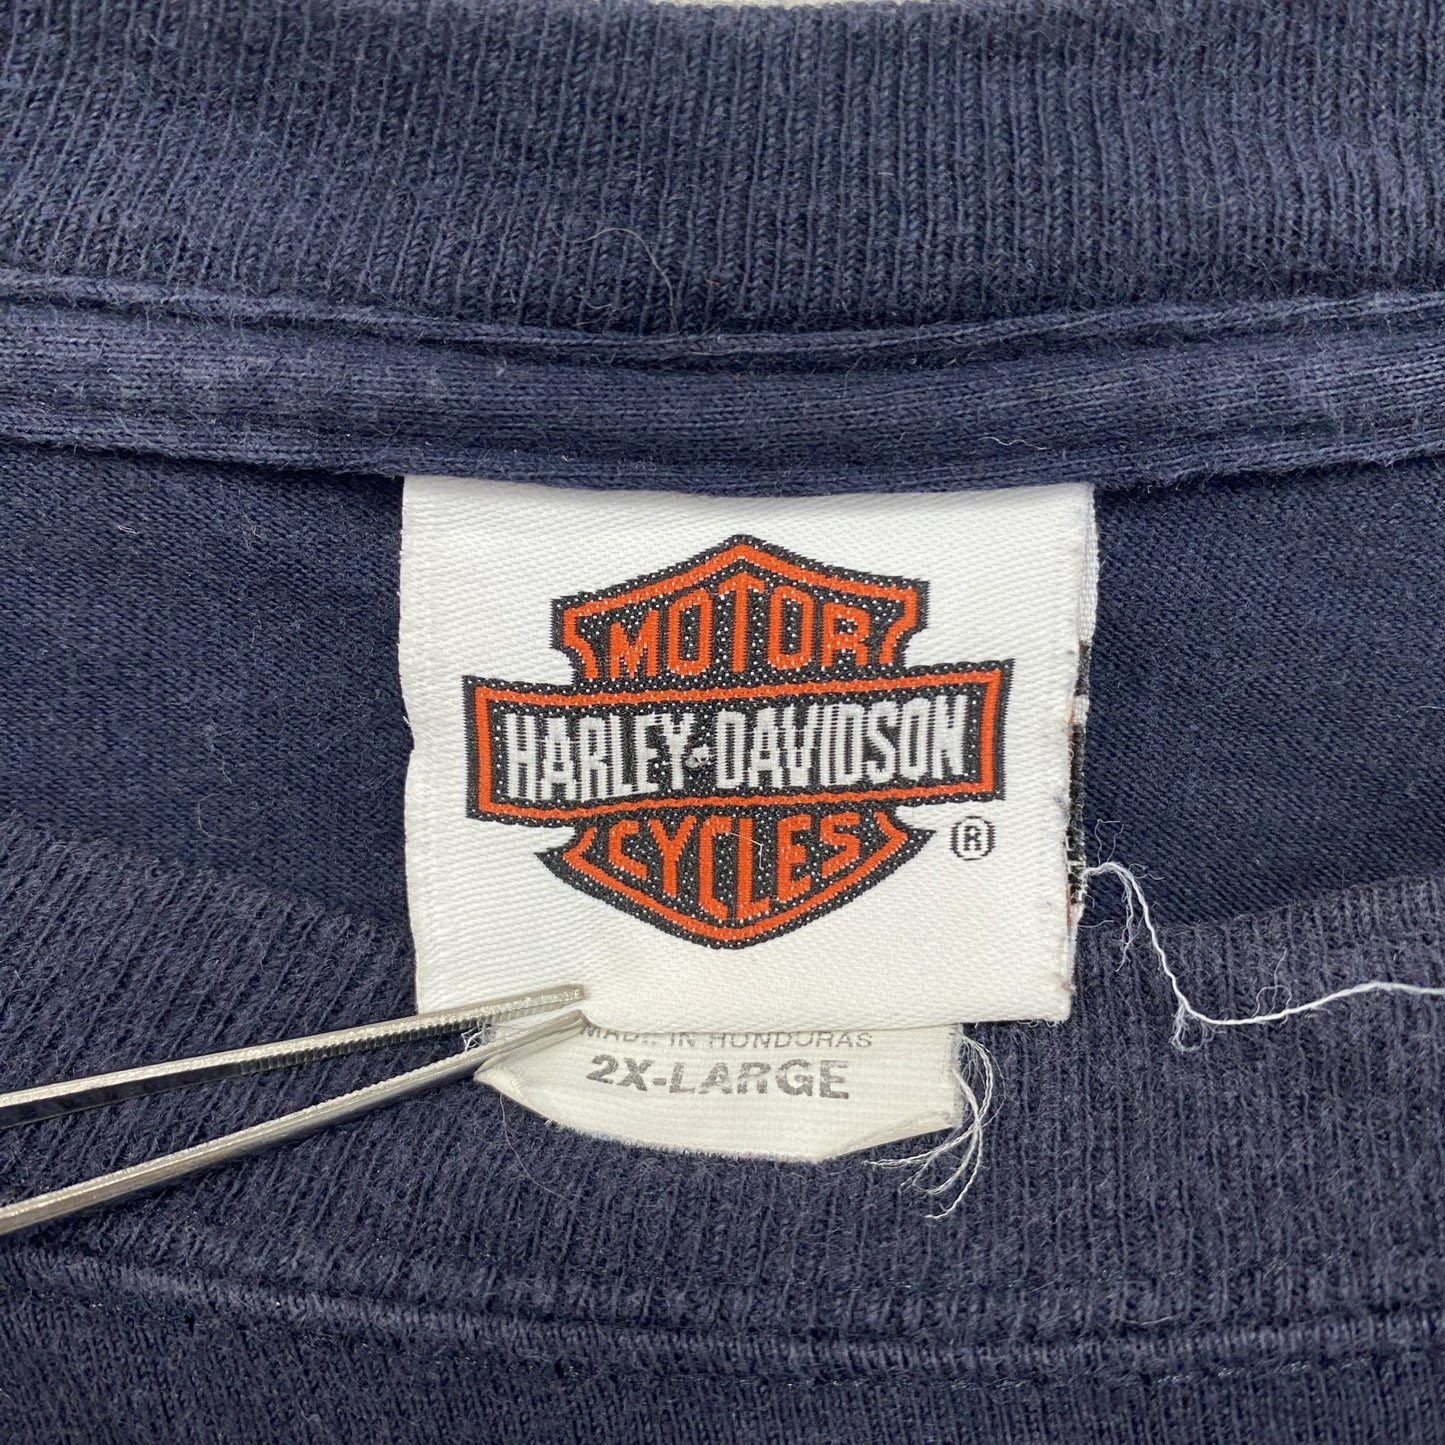 MOTOR
HARLEY-DAVIDSON
CYCLES
®
MADE IN HONDURAS
2X-LARGE